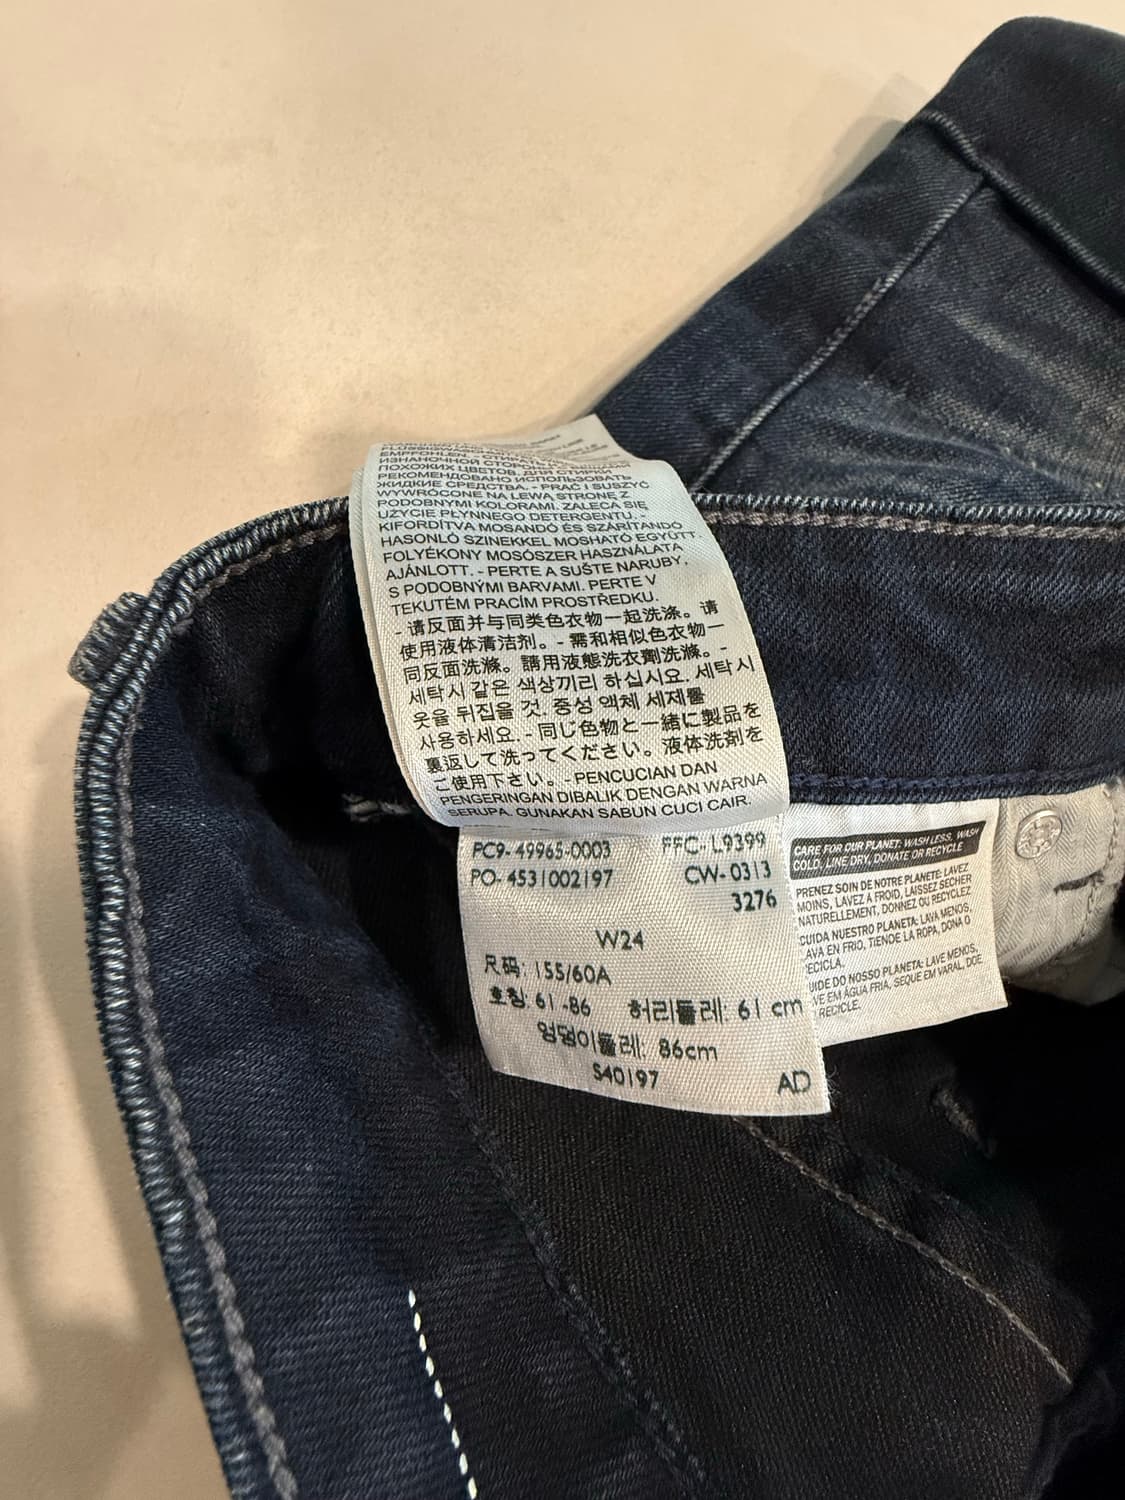 EMPFOHLEN. - СТИРАТЬ
ИЗНАНОЧНОЙ СТОРОНЫ
ПОХОЖИХ ЦВЕТОВ. ДЛЯ СТИРКИ
РЕКОМЕНДОВАНО ИСПОЛЬЗОВАТЬ
ЖИДКИЕ СРЕДСТВА. - PRAĆ I SUSZYĆ
WYWRÓCONE NA LEWĄ STRONĘ Z
PODOBNYMI KOLORAMI. ZALECA SIĘ
UŻYCIE PŁYNNEGO DETERGENTU. -
KIFORDÍTVA MOSANDÓ ÉS SZÁRÍTANDÓ
HASONLÓ SZINEKKEL MOSHATÓ EGYÜTT.
FOLYÉKONY MOSÓSZER HASZNÁLATA
AJÁNLOTT. - PERTE A SUŠTE NARUBY,
S PODOBNÝMI BARVAMI. PERTE V
TEKUTÉM PRACÍM PROSTŘEDKU.
- 请反面并与同类色衣物一起洗涤。请
使用液体清洁剂。- 需和相似色衣物一
同反面洗滌。請用液態洗衣劑洗滌。-
세탁시 같은 색상끼리 하십시요. 세탁 시
옷을 뒤집을 것. 중성 액체 세제를
사용하세요. - 同じ色物と一緒に製品を
裏返して洗ってください。液体洗剤を
ご使用下さい。- PENCUCIAN DAN
PENGERINGAN DIBALIK DENGAN WARNA
SERUPA. GUNAKAN SABUN CUCI CAIR.
PC9- 49965-0003 FFC- L9399
PO- 4531002197 CW- 0313
3276
W24
尺码: 155/60A
호칭: 61 -86 허리둘레: 61 cm
엉덩이둘레: 86cm
S40197 AD
CARE FOR OUR PLANET: WASH LESS, WASH
COLD, LINE DRY, DONATE OR RECYCLE
PRENEZ SOIN DE NOTRE PLANETE: LAVEZ
MOINS, LAVEZ À FROID, LAISSEZ SÉCHER
NATURELLEMENT, DONNEZ OU RECYCLEZ
CUIDA NUESTRO PLANETA: LAVA MENOS,
LAVA EN FRIO, TIENDE LA ROPA, DONA O
RECICLA.
UIDE DO NOSSO PLANETA: LAVE MENOS,
VE EM ÁGUA FRIA, SEQUE EM VARAL, DOE
RECICLE.